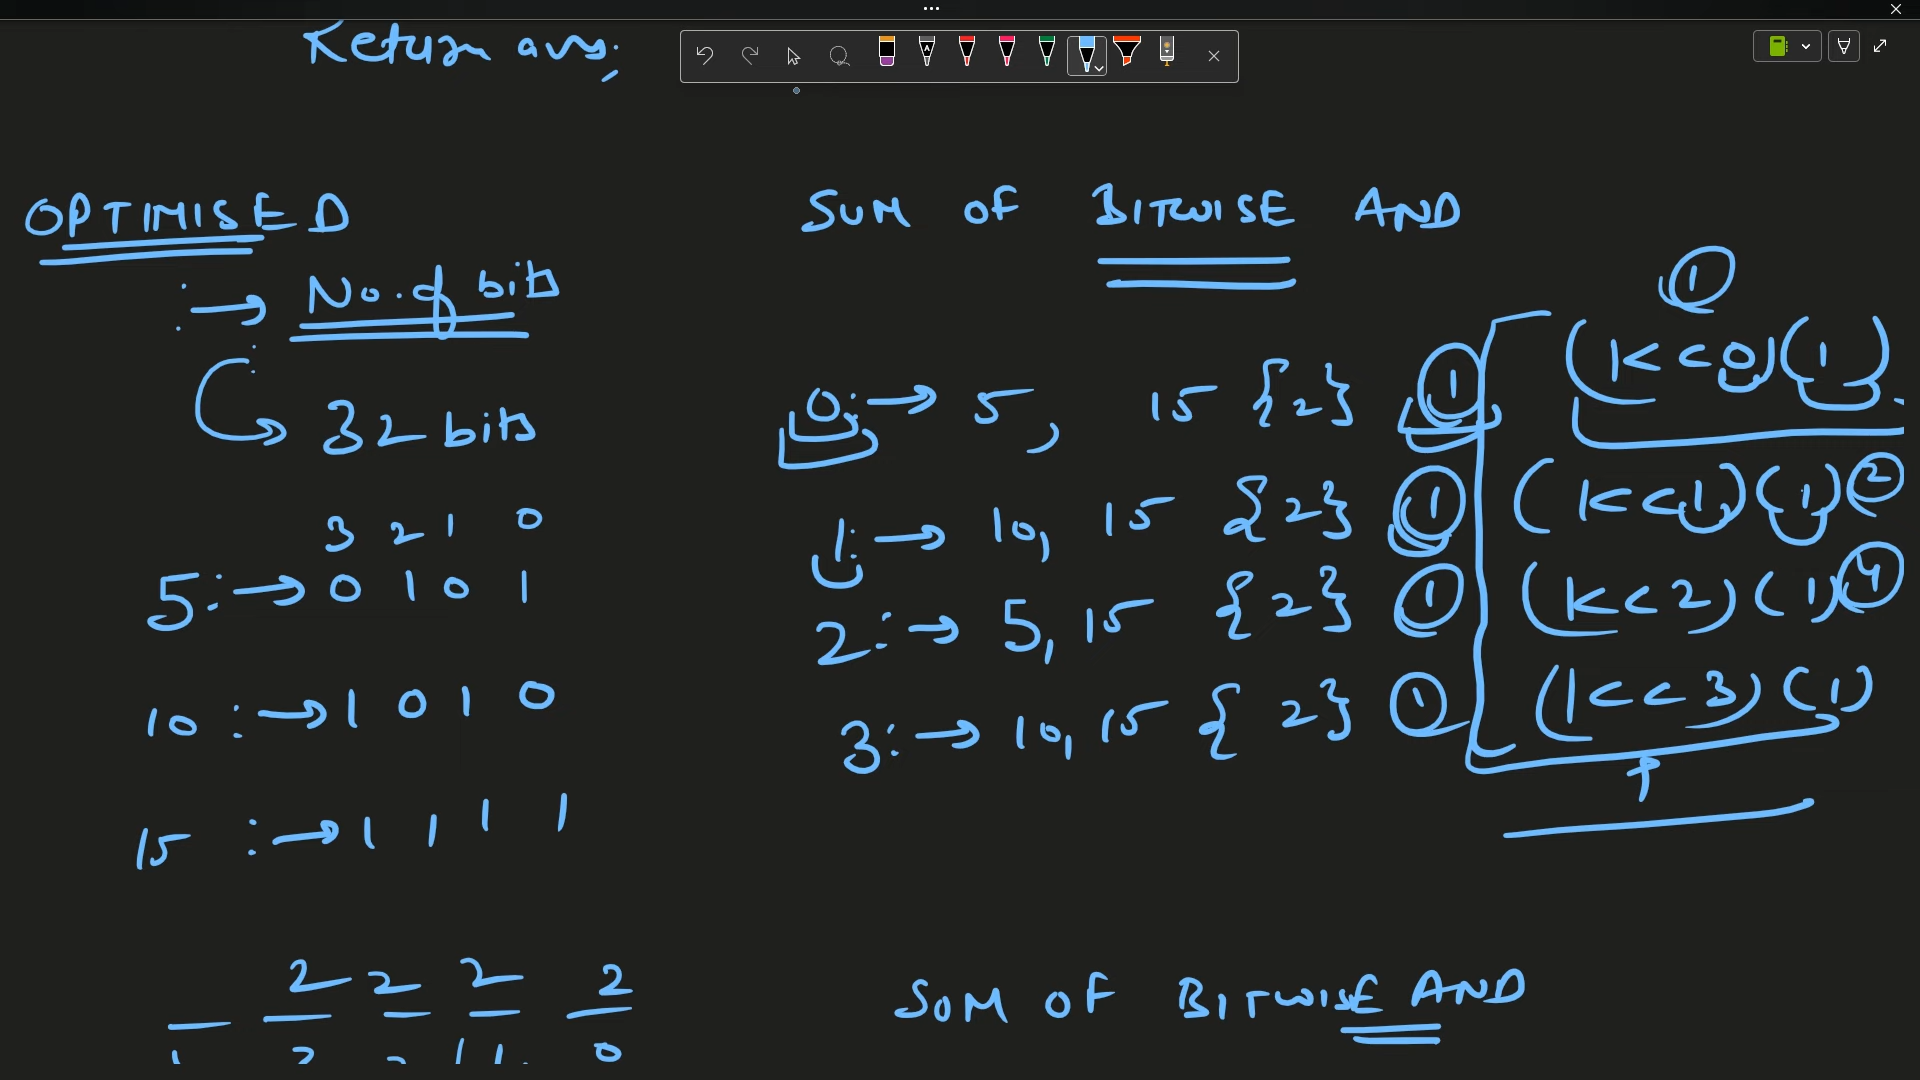 Return ans;
OPTIMISED
:→ No. of bits
32 bits
3 2 1 0
5:→ 0 1 0 1
10:→ 1 0 1 0
15:→ 1 1 1 1
2 2 2 2
SUM OF BITWISE AND
1
0:→ 5, 15 {2} 1 (1<<0)(1)
1:→ 10, 15 {2} 1 (1<<1)(1) 2
2:→ 5, 15 {2} 1 (1<<2)(1) 4
3:→ 10, 15 {2} 1 (1<<3)(1)
SUM OF BITWISE AND